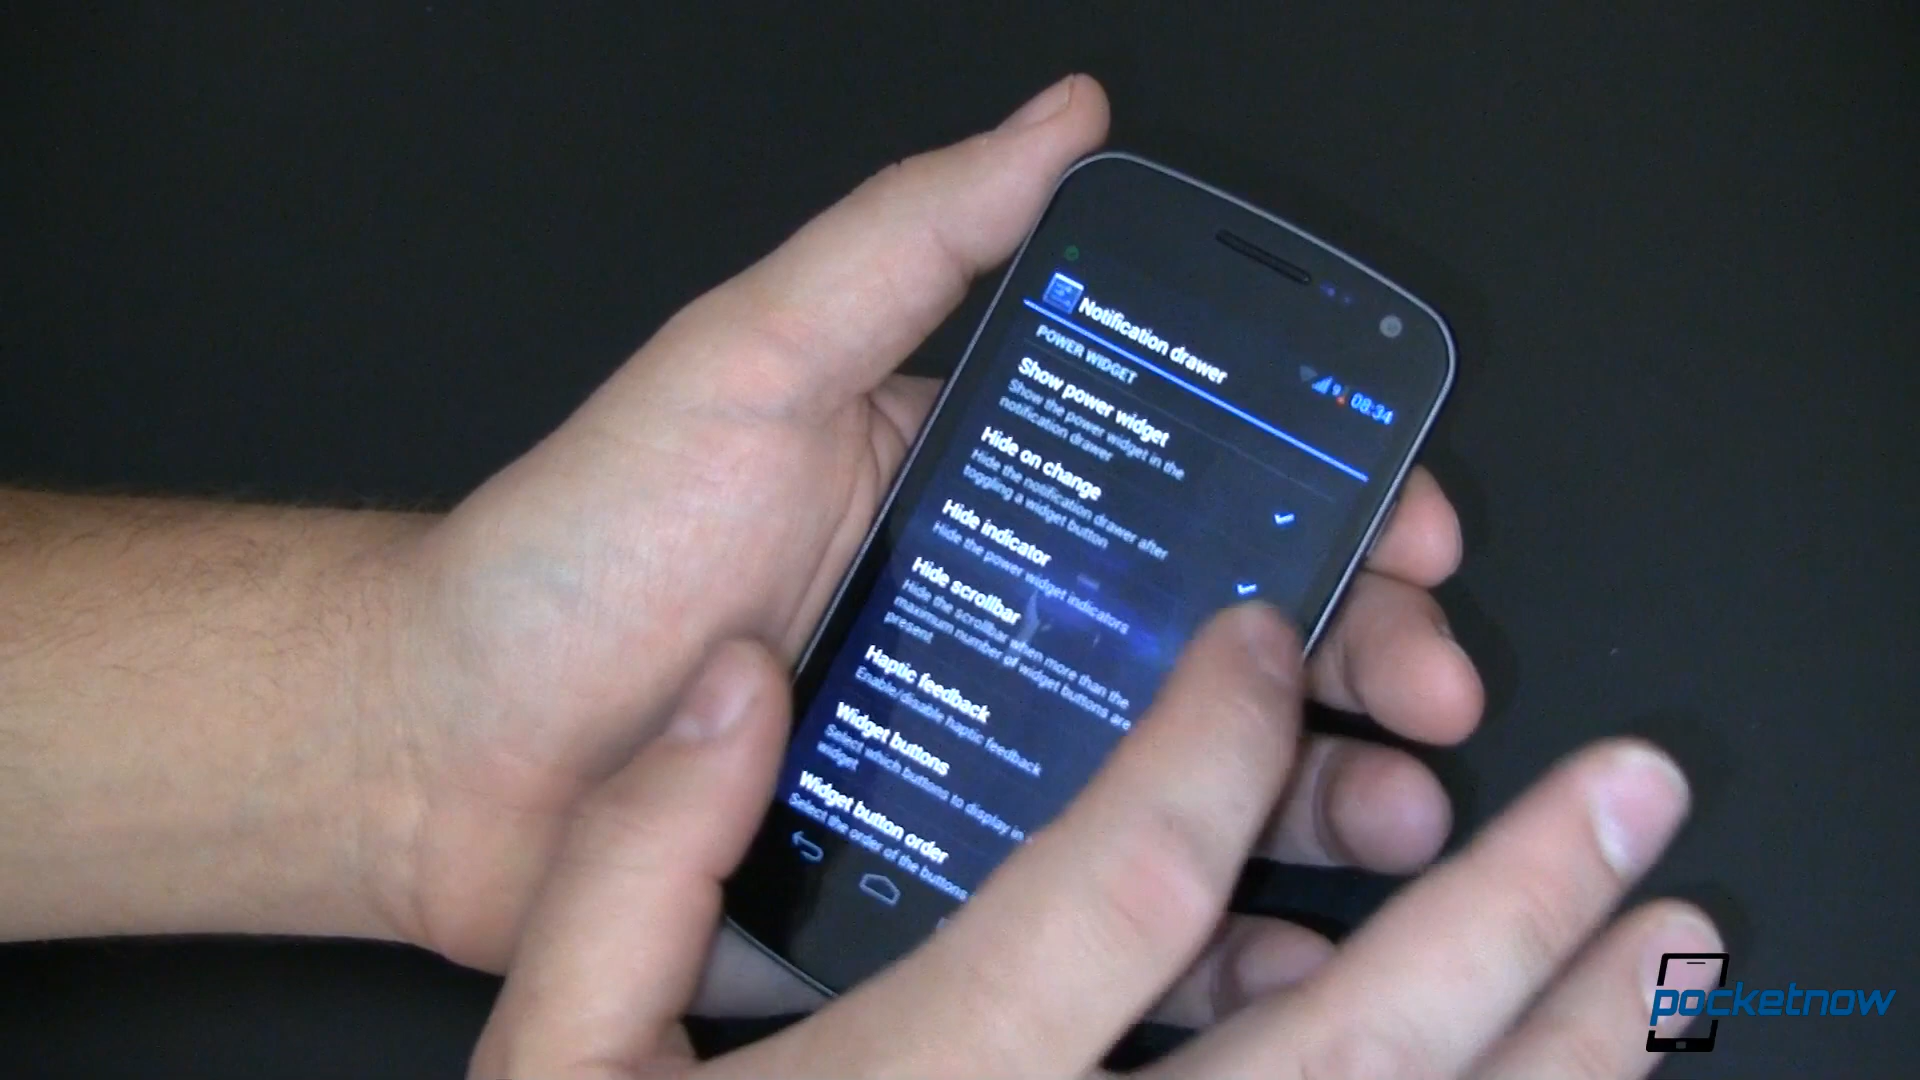 08:34
Notification drawer
POWER WIDGET
Show power widget
Show the power widget in the
notification drawer
Hide on change
Hide the notification drawer after
toggling a widget button
Hide indicator
Hide the power widget indicators
Hide scrollbar
Hide the scrollbar when more than the
maximum number of widget buttons are
present
Haptic feedback
Enable/disable haptic feedback
Widget buttons
Select which buttons to display in
widget
Widget button order
Select the order of the buttons
pocketnow